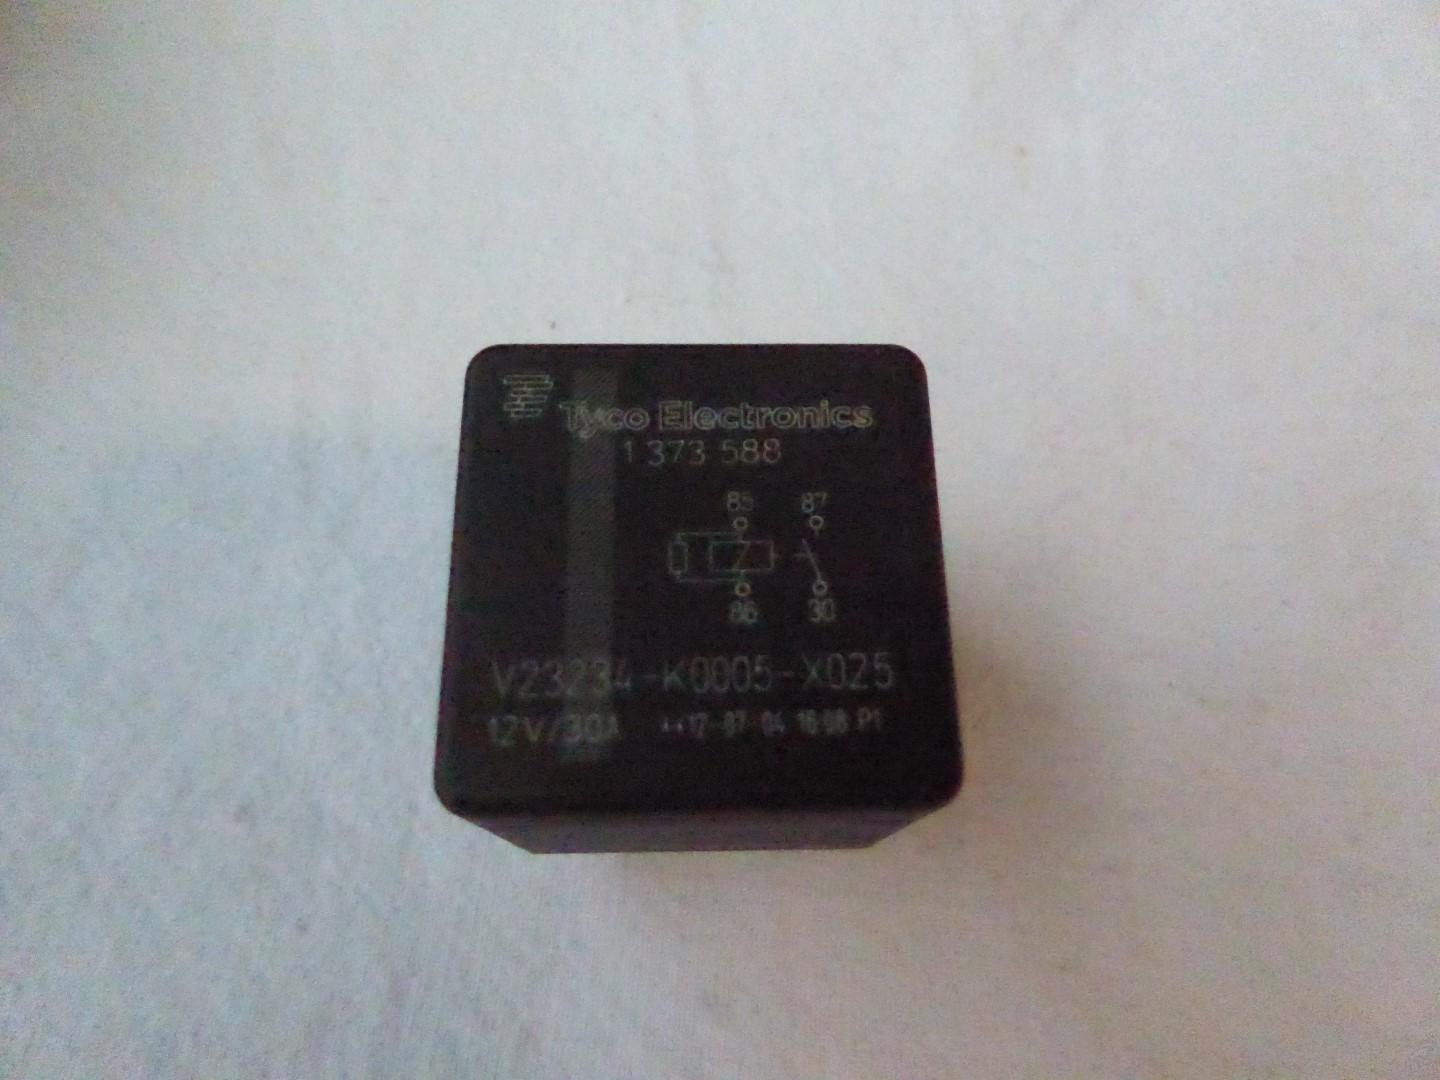 Tyco Electronics
1 373 588
85 87
86 30
V23234-K0005-X025
12V/30A